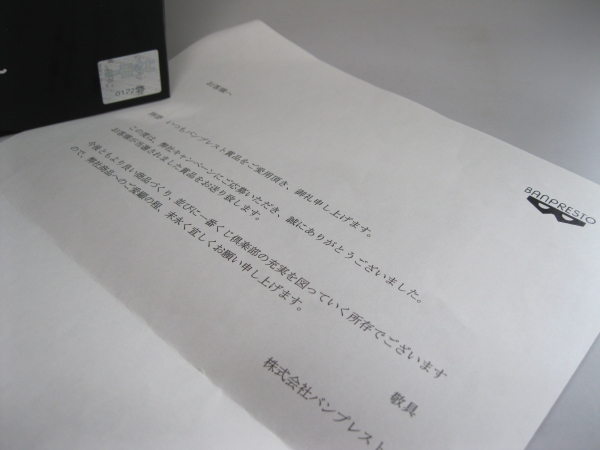 お客様へ
拝啓 いつもバンプレスト賞品をご愛用頂き、御礼申し上げます。
この度は、弊社キャンペーンにご応募いただき、誠にありがとうございました。
お客様が当選されました賞品をお送り致します。
今後ともより良い商品づくり、並びに一番くじ倶楽部の充実を図っていく所存でございます
ので、弊社商品へのご愛顧の程、末永く宜しくお願い申し上げます。
敬具
株式会社バンプレスト
BANPRESTO